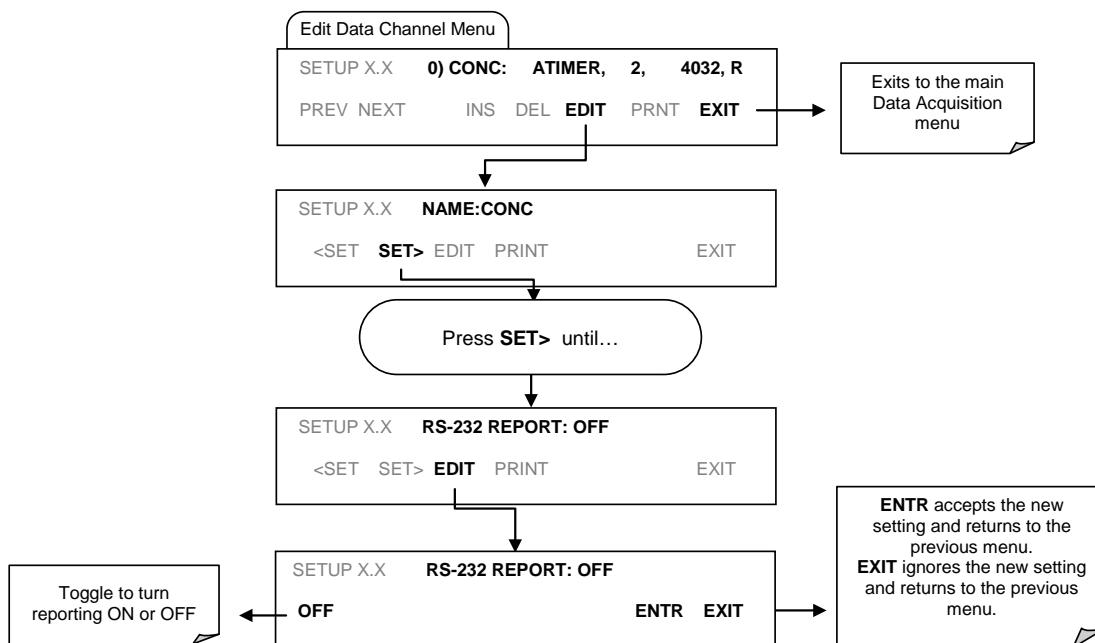 Edit Data Channel Menu
SETUP X.X 0) CONC: ATIMER, 2, 4032, R
PREV NEXT INS DEL EDIT PRNT EXIT
Exits to the main
Data Acquisition
menu
SETUP X.X NAME:CONC
<SET SET> EDIT PRINT EXIT
Press SET> until…
SETUP X.X RS-232 REPORT: OFF
<SET SET> EDIT PRINT EXIT
SETUP X.X RS-232 REPORT: OFF
OFF ENTR EXIT
Toggle to turn
reporting ON or OFF
ENTR accepts the new
setting and returns to the
previous menu.
EXIT ignores the new setting
and returns to the previous
menu.